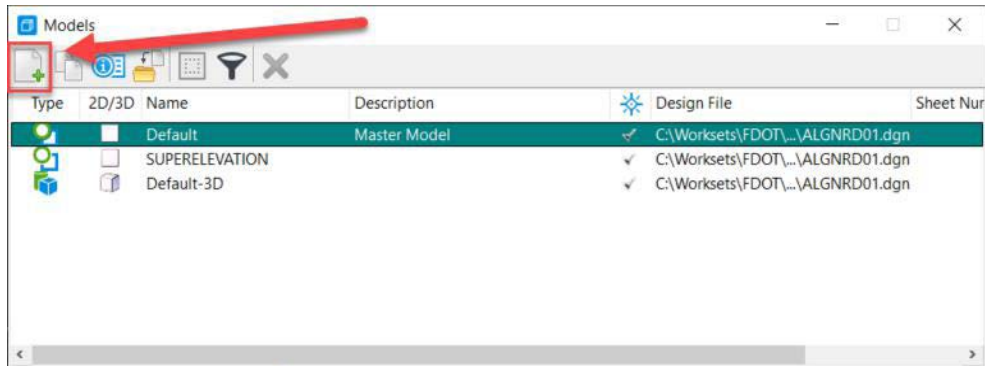 Models
Type 2D/3D Name Description Design File Sheet Nur
Default Master Model C:\Worksets\FDOT\...\ALGNRD01.dgn
SUPERELEVATION C:\Worksets\FDOT\...\ALGNRD01.dgn
Default-3D C:\Worksets\FDOT\...\ALGNRD01.dgn